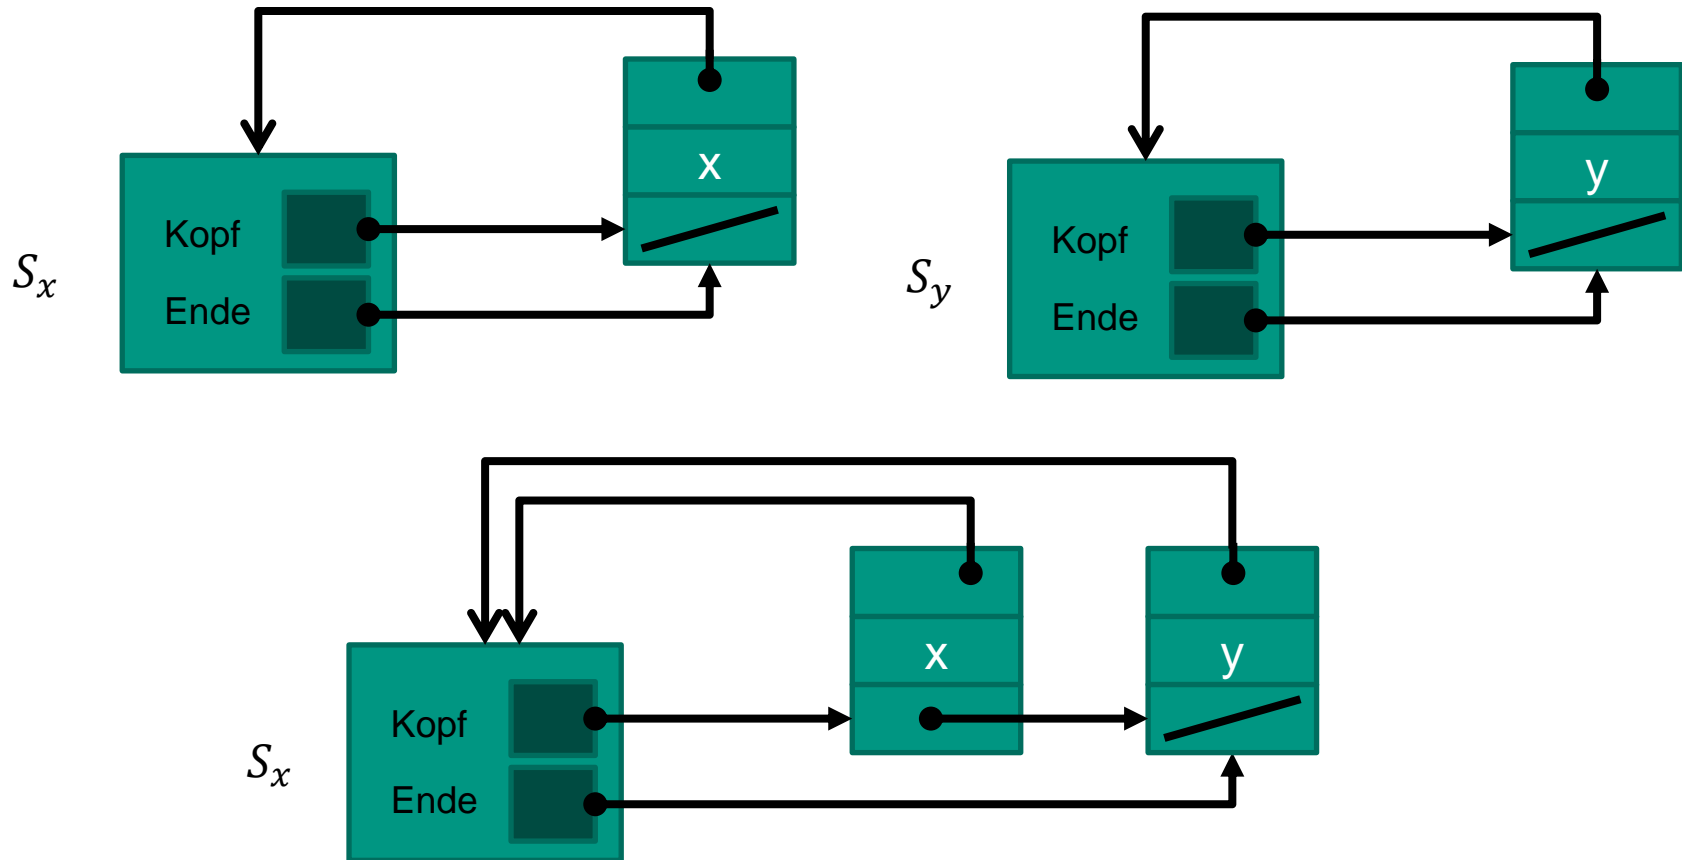 x
Kopf
S_x
Ende
y
Kopf
S_y
Ende
x
y
Kopf
S_x
Ende